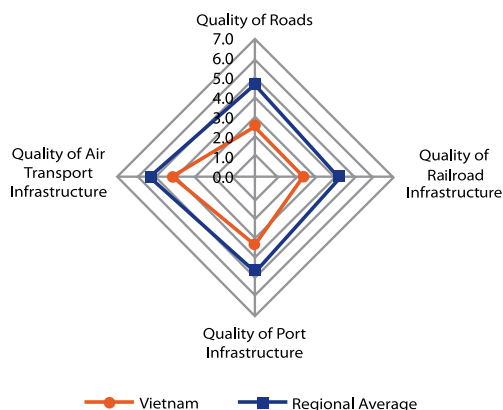 Quality of Roads
7.0
6.0
5.0
4.0
3.0
2.0
1.0
0.0
Quality of Air
Transport
Infrastructure
Quality of
Railroad
Infrastructure
Quality of Port
Infrastructure
Vietnam
Regional Average